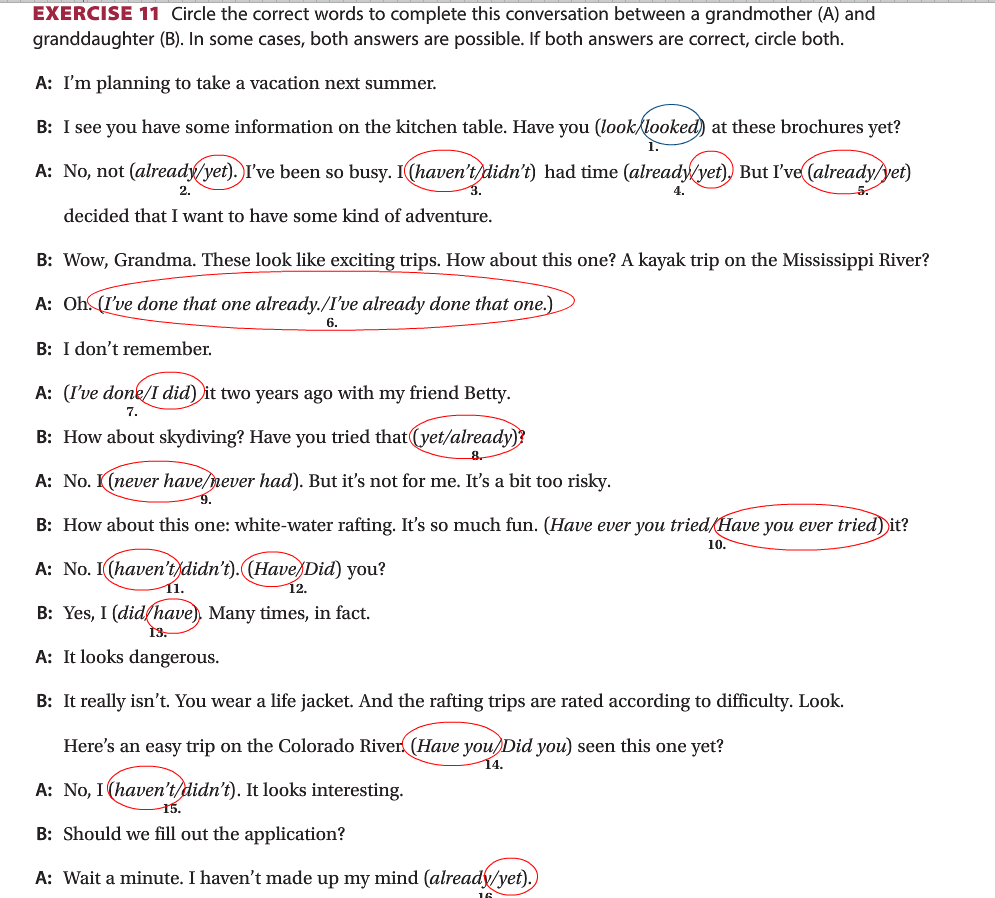 EXERCISE 11 Circle the correct words to complete this conversation between a grandmother (A) and
granddaughter (B). In some cases, both answers are possible. If both answers are correct, circle both.
A: I'm planning to take a vacation next summer.
B: I see you have some information on the kitchen table. Have you (look/looked) at these brochures yet?
1.
A: No, not (already/yet). I've been so busy. I (haven't/didn't) had time (already/yet). But I've (already/yet)
2. 3. 4. 5.
decided that I want to have some kind of adventure.
B: Wow, Grandma. These look like exciting trips. How about this one? A kayak trip on the Mississippi River?
A: Oh. (I've done that one already./I've already done that one.)
6.
B: I don't remember.
A: (I've done/I did) it two years ago with my friend Betty.
7.
B: How about skydiving? Have you tried that (yet/already)?
8.
A: No. I (never have/never had). But it's not for me. It's a bit too risky.
9.
B: How about this one: white-water rafting. It's so much fun. (Have ever you tried/Have you ever tried) it?
10.
A: No. I (haven't/didn't). (Have/Did) you?
11. 12.
B: Yes, I (did/have). Many times, in fact.
13.
A: It looks dangerous.
B: It really isn't. You wear a life jacket. And the rafting trips are rated according to difficulty. Look.
Here's an easy trip on the Colorado River. (Have you/Did you) seen this one yet?
14.
A: No, I (haven't/didn't). It looks interesting.
15.
B: Should we fill out the application?
A: Wait a minute. I haven't made up my mind (already/yet).
16.